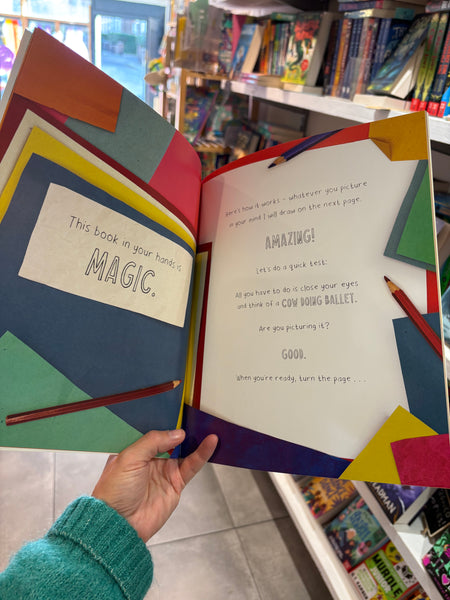 This book in your hands is
MAGIC.
Here's how it works – whatever you picture
in your mind I will draw on the next page.
AMAZING!
Let's do a quick test:
All you have to do is close your eyes
and think of a COW DOING BALLET.
Are you picturing it?
GOOD.
When you're ready, turn the page . . .